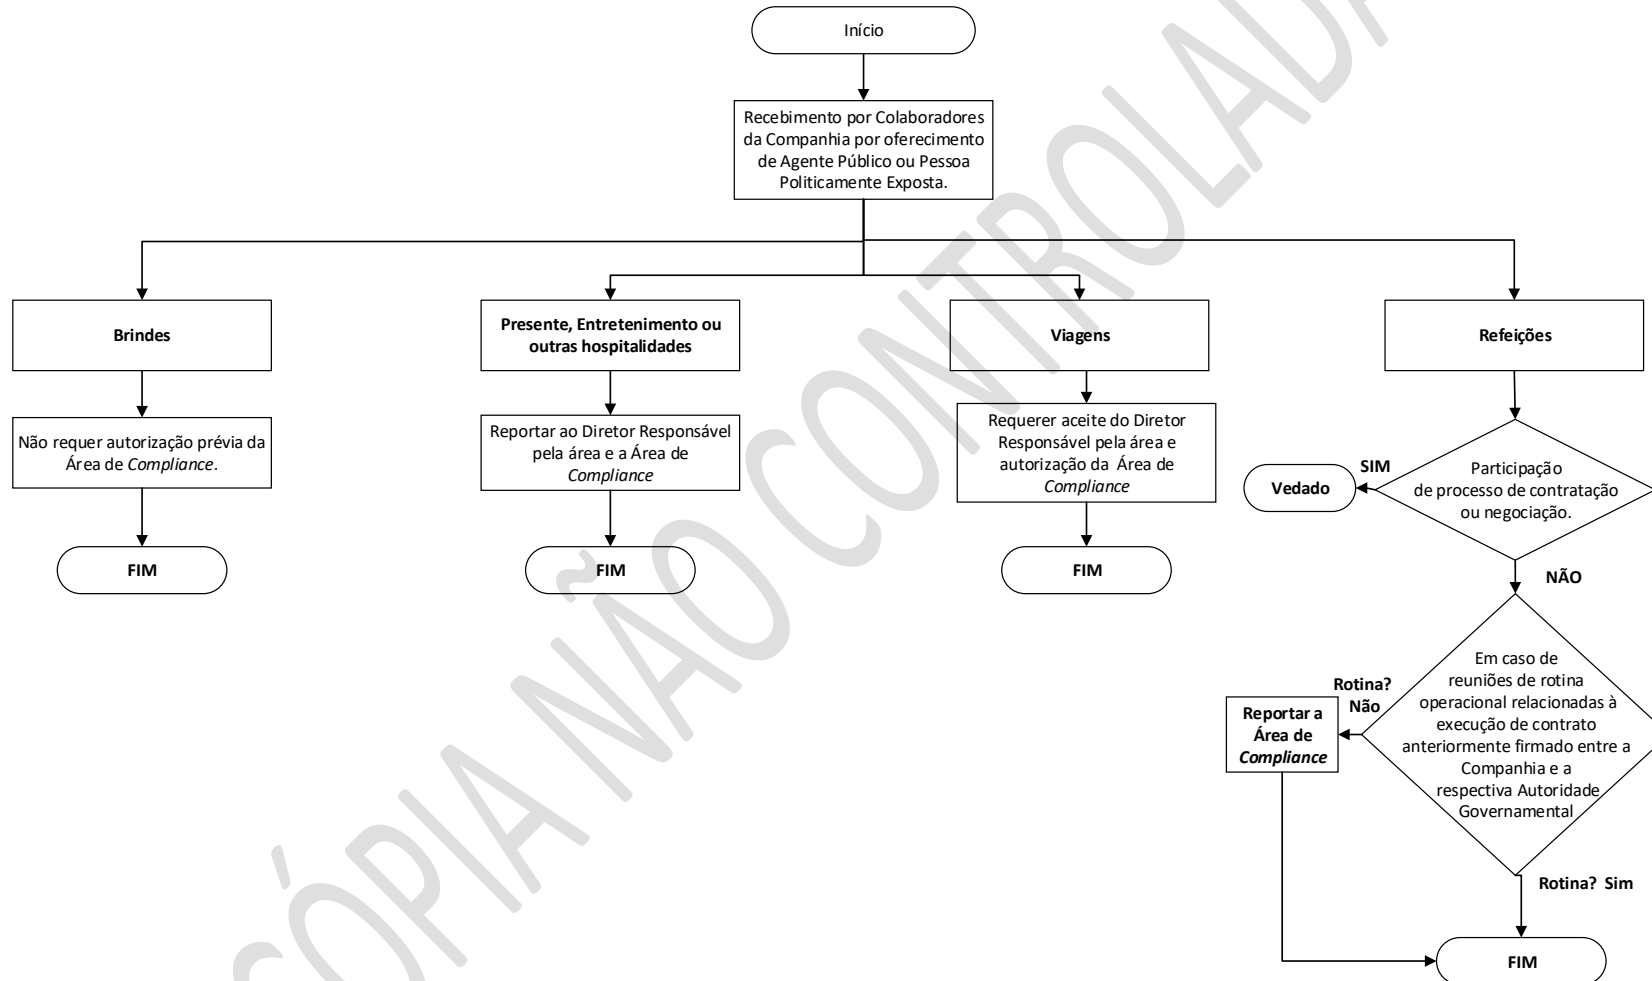 Início
Recebimento por Colaboradores
da Companhia por oferecimento
de Agente Público ou Pessoa
Politicamente Exposta.
Brindes
Presente, Entretenimento ou
outras hospitalidades
Viagens
Refeições
Não requer autorização prévia da
Área de Compliance.
Reportar ao Diretor Responsável
pela área e a Área de
Compliance
Requerer aceite do Diretor
Responsável pela área e
autorização da Área de
Compliance
SIM
Vedado
Participação
de processo de contratação
ou negociação.
FIM
FIM
FIM
NÃO
Rotina?
Não
Reportar a
Área de
Compliance
Em caso de
reuniões de rotina
operacional relacionadas à
execução de contrato
anteriormente firmado entre a
Companhia e a
respectiva Autoridade
Governamental
Rotina? Sim
FIM
CÓPIA NÃO CONTROLADA